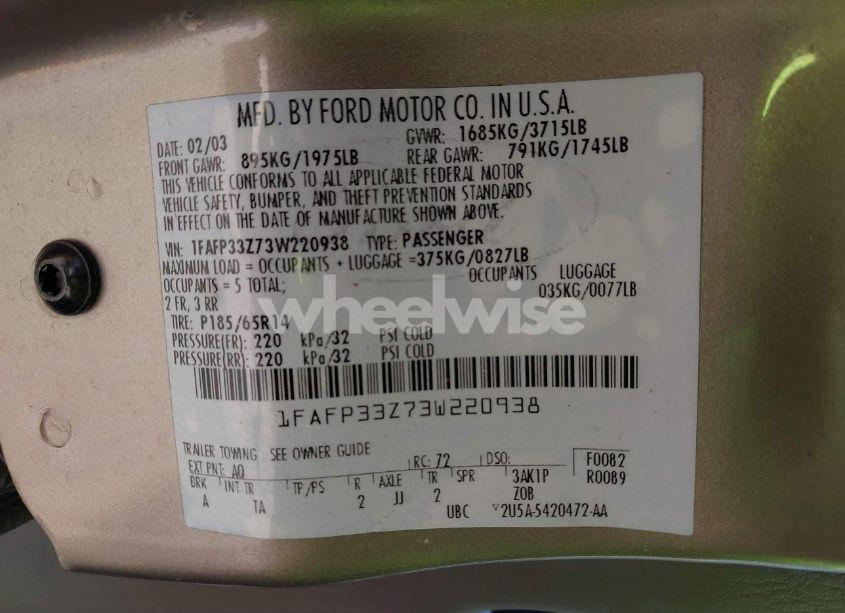 MFD. BY FORD MOTOR CO. IN U.S.A.
DATE: 02/03 GVWR: 1685KG/3715LB
FRONT GAWR: 895KG/1975LB REAR GAWR: 791KG/1745LB
THIS VEHICLE CONFORMS TO ALL APPLICABLE FEDERAL MOTOR
VEHICLE SAFETY, BUMPER, AND THEFT PREVENTION STANDARDS
IN EFFECT ON THE DATE OF MANUFACTURE SHOWN ABOVE.
VIN: 1FAFP33Z73W220938 TYPE: PASSENGER
MAXIMUM LOAD = OCCUPANTS + LUGGAGE =375KG/0827LB
OCCUPANTS = 5 TOTAL; OCCUPANTS LUGGAGE
2 FR, 3 RR 035KG/0077LB
wheelwise
TIRE: P185/65R14
PRESSURE(FR): 220 kPa/32 PSI COLD
PRESSURE(RR): 220 kPa/32 PSI COLD
1FAFP33Z73W220938
TRAILER TOWING - SEE OWNER GUIDE
EXT PNT: AQ RC: 72 DSO: F0082
BRK INT TR TP/PS R AXLE TR SPR 3AK1P R0089
A TA 2 JJ 2 Z0B
UBC 2U5A-5420472-AA